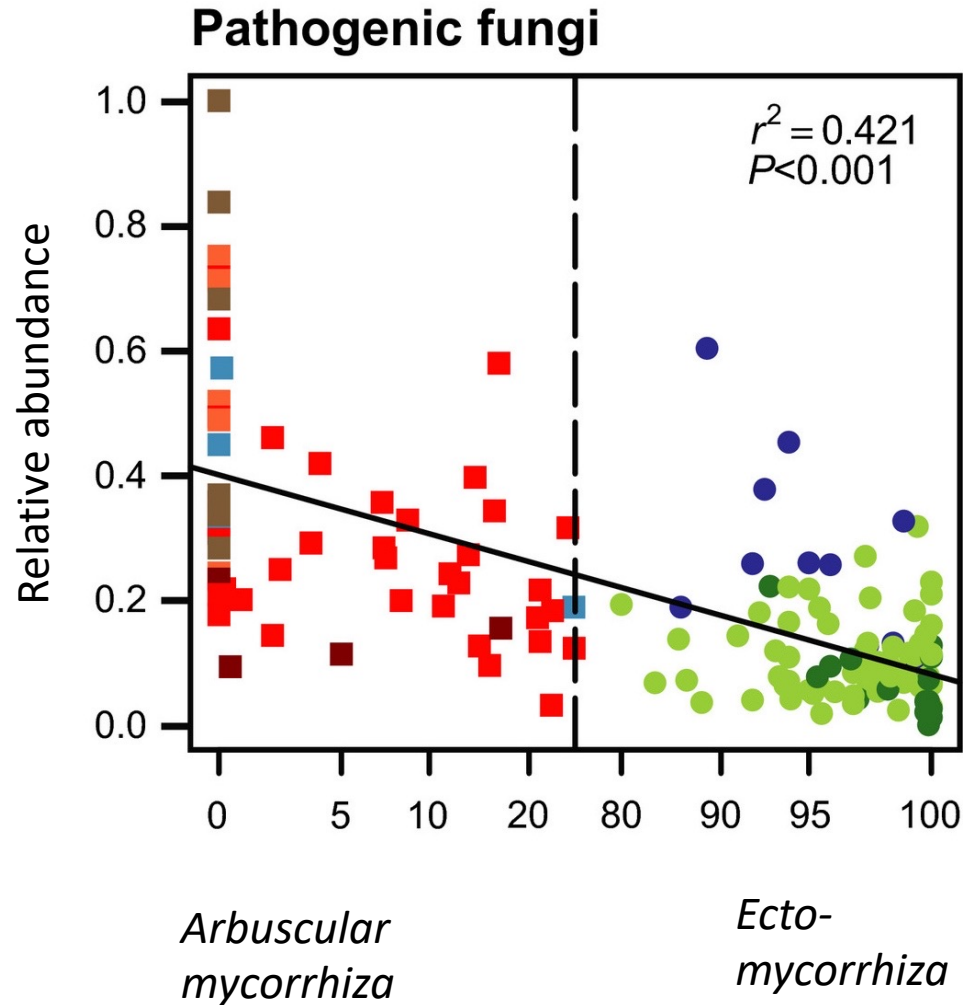 Pathogenic fungi
r² = 0.421
P<0.001
Relative abundance
1.0
0.8
0.6
0.4
0.2
0.0
0 5 10 20 80 90 95 100
Arbuscular
mycorrhiza
Ecto-
mycorrhiza